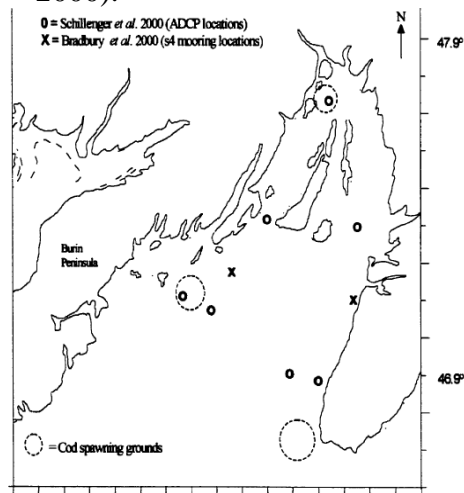 2000).
O = Schillenger et al. 2000 (ADCP locations)
X = Bradbury et al. 2000 (s4 mooring locations)
N
47.9°
O
O
O
Burin
Peninsula
X
O
X
O
O
O
46.9°
= Cod spawning grounds